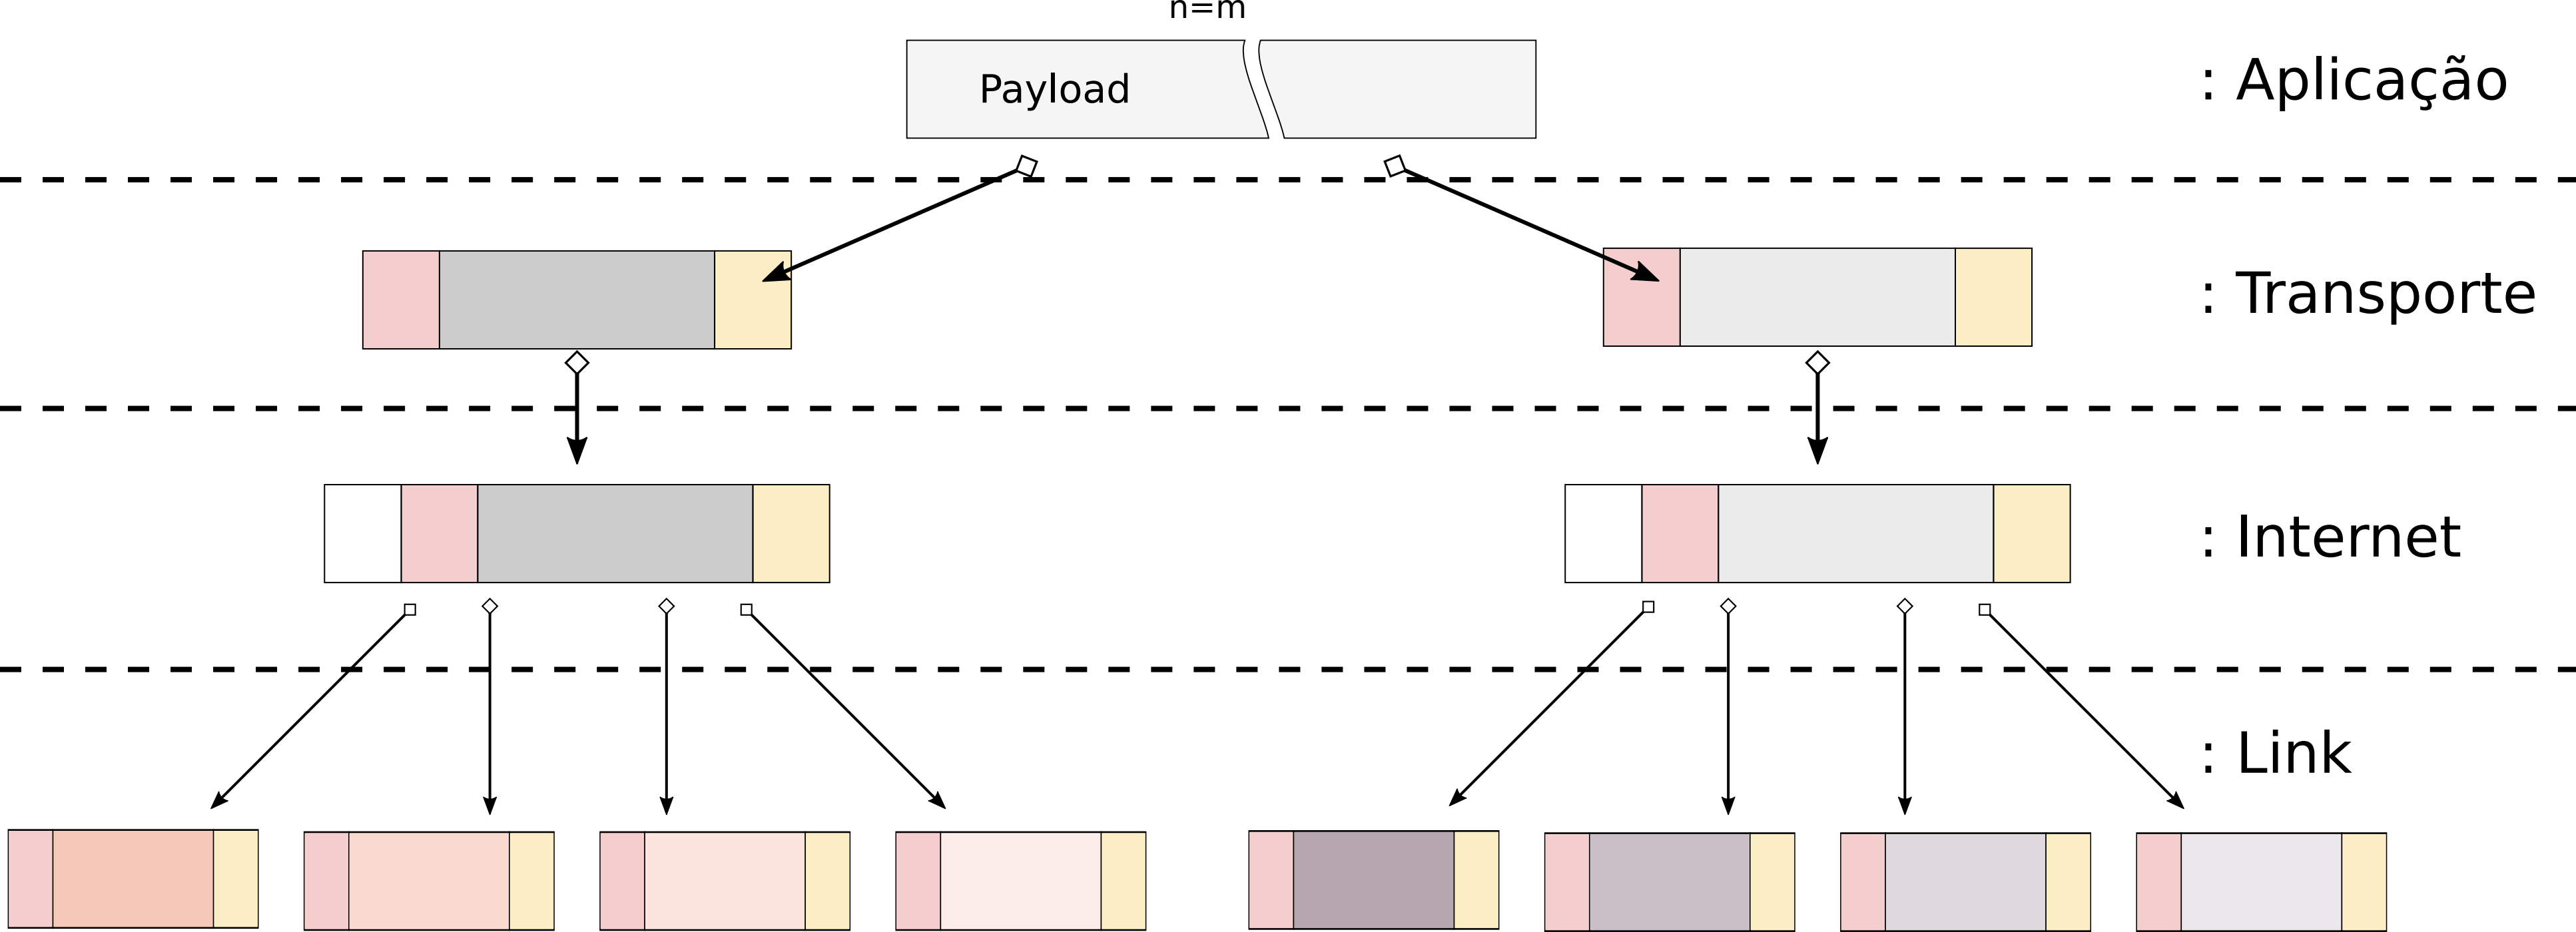 n=m
Payload
: Aplicação
: Transporte
: Internet
: Link